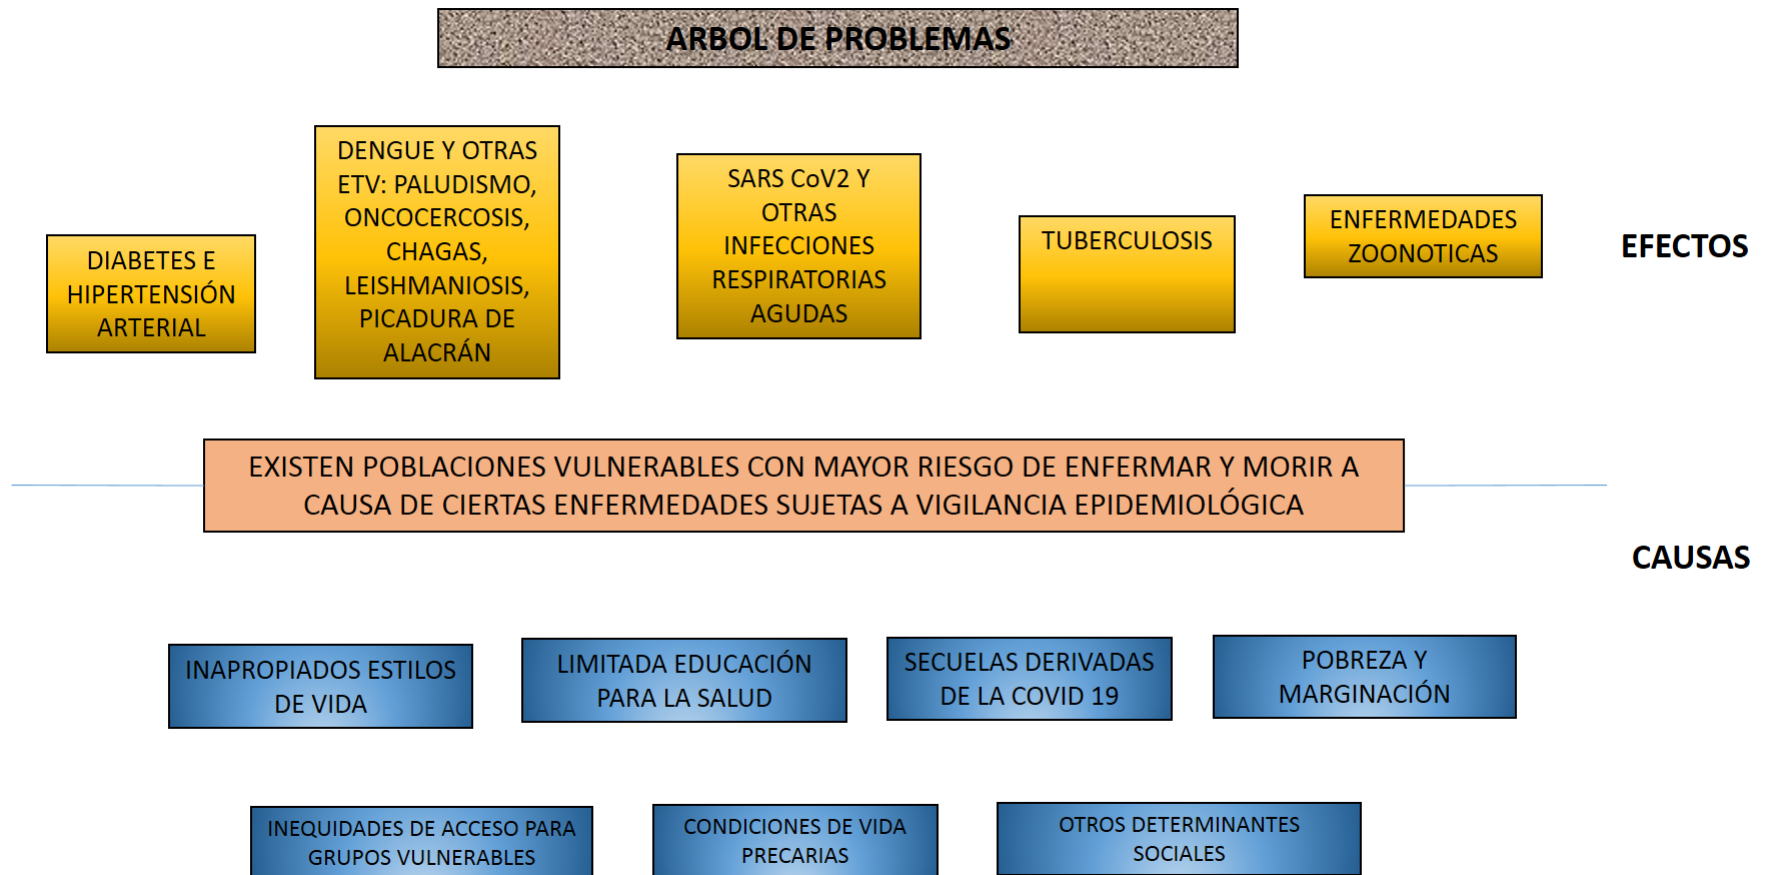 ARBOL DE PROBLEMAS
DIABETES E
HIPERTENSIÓN
ARTERIAL
DENGUE Y OTRAS
ETV: PALUDISMO,
ONCOCERCOSIS,
CHAGAS,
LEISHMANIOSIS,
PICADURA DE
ALACRÁN
SARS CoV2 Y
OTRAS
INFECCIONES
RESPIRATORIAS
AGUDAS
TUBERCULOSIS
ENFERMEDADES
ZOONOTICAS
EFECTOS
EXISTEN POBLACIONES VULNERABLES CON MAYOR RIESGO DE ENFERMAR Y MORIR A
CAUSA DE CIERTAS ENFERMEDADES SUJETAS A VIGILANCIA EPIDEMIOLÓGICA
CAUSAS
INAPROPIADOS ESTILOS
DE VIDA
LIMITADA EDUCACIÓN
PARA LA SALUD
SECUELAS DERIVADAS
DE LA COVID 19
POBREZA Y
MARGINACIÓN
INEQUIDADES DE ACCESO PARA
GRUPOS VULNERABLES
CONDICIONES DE VIDA
PRECARIAS
OTROS DETERMINANTES
SOCIALES